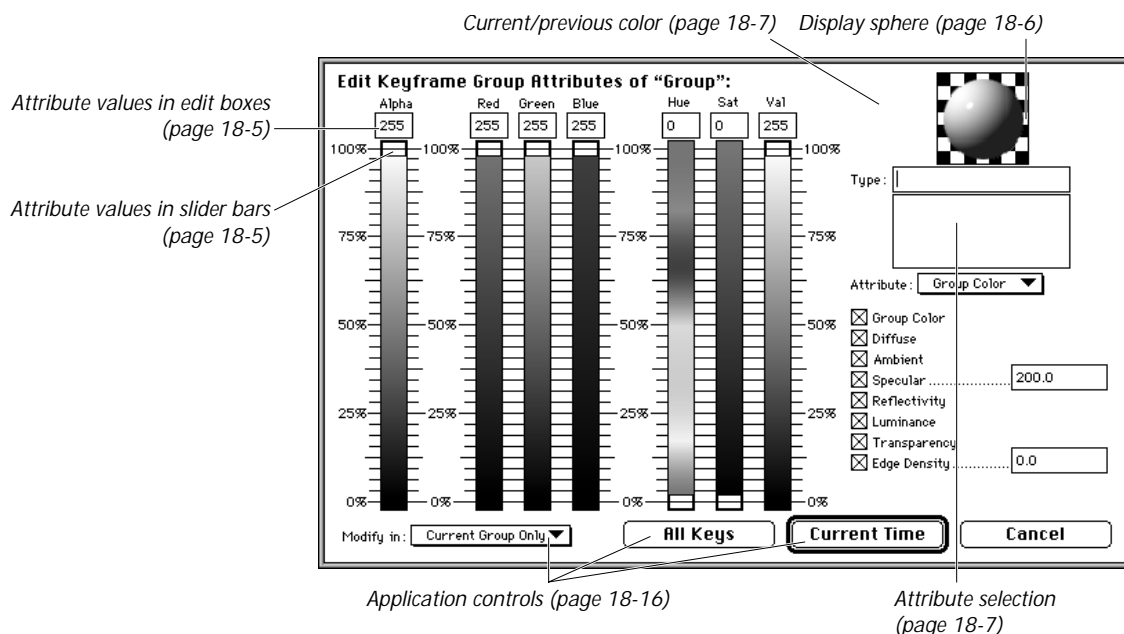 Current/previous color (page 18-7)
Display sphere (page 18-6)
Edit Keyframe Group Attributes of “Group”:
Attribute values in edit boxes
(page 18-5)
Attribute values in slider bars
(page 18-5)
Alpha
Red
Green
Blue
Hue
Sat
Val
255
255
255
255
0
0
255
100%
100%
100%
100%
75%
75%
75%
75%
50%
50%
50%
50%
25%
25%
25%
25%
0%
0%
0%
0%
Type:
Attribute: Group Color
Group Color
Diffuse
Ambient
Specular .................... 200.0
Reflectivity
Luminance
Transparency
Edge Density .............. 0.0
Modify in: Current Group Only
All Keys
Current Time
Cancel
Application controls (page 18-16)
Attribute selection
(page 18-7)